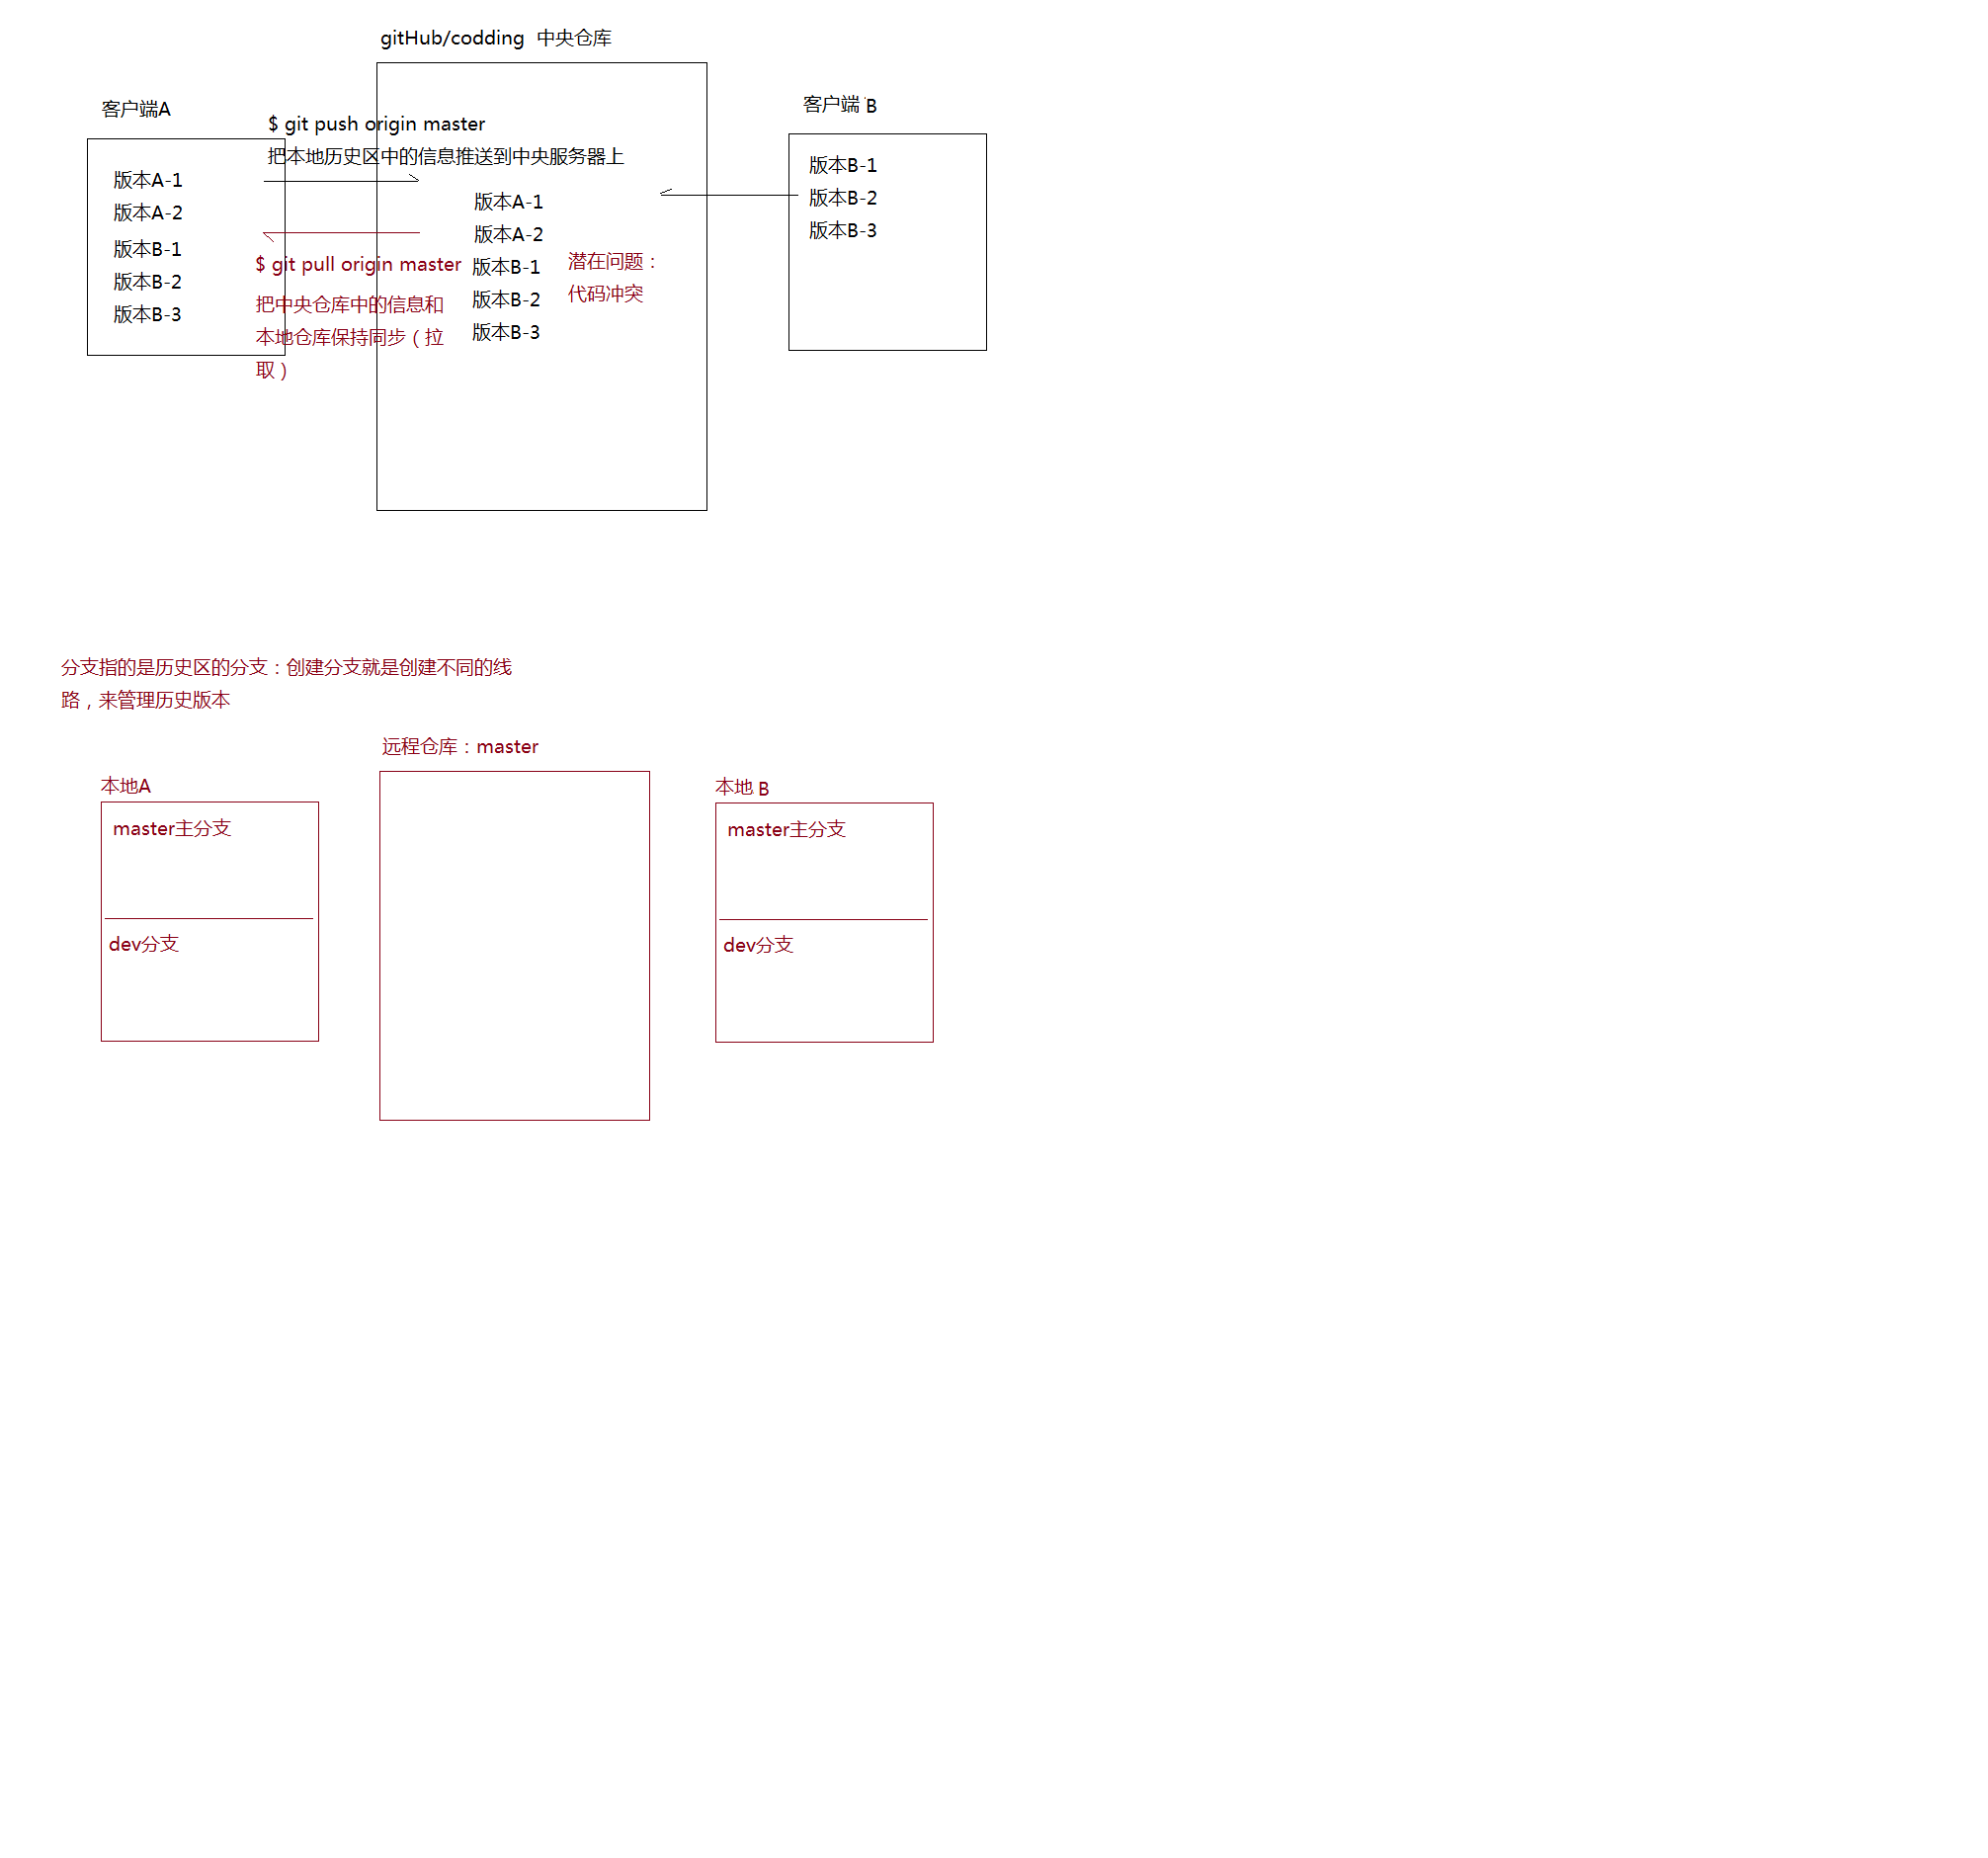 gitHub/codding 中央仓库
客户端A
$ git push origin master
把本地历史区中的信息推送到中央服务器上
版本A-1
版本A-2
版本B-1
版本B-2
版本B-3
$ git pull origin master
把中央仓库中的信息和
本地仓库保持同步（拉
取）
版本A-1
版本A-2
版本B-1
版本B-2
版本B-3
潜在问题：
代码冲突
客户端 B
版本B-1
版本B-2
版本B-3
分支指的是历史区的分支：创建分支就是创建不同的线
路，来管理历史版本
本地A
master主分支
dev分支
远程仓库：master
本地 B
master主分支
dev分支